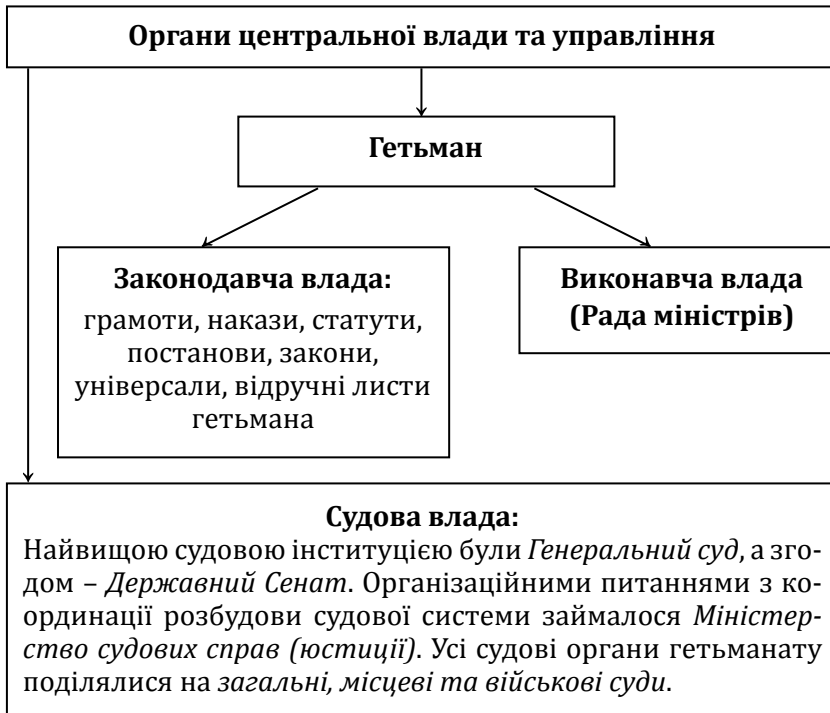 Органи центральної влади та управління
Гетьман
Законодавча влада:
грамоти, накази, статути,
постанови, закони,
універсали, відручні листи
гетьмана
Виконавча влада
(Рада міністрів)
Судова влада:
Найвищою судовою інституцією були Генеральний суд, а зго-
дом – Державний Сенат. Організаційними питаннями з ко-
ординації розбудови судової системи займалося Міністер-
ство судових справ (юстиції). Усі судові органи гетьманату
поділялися на загальні, місцеві та військові суди.